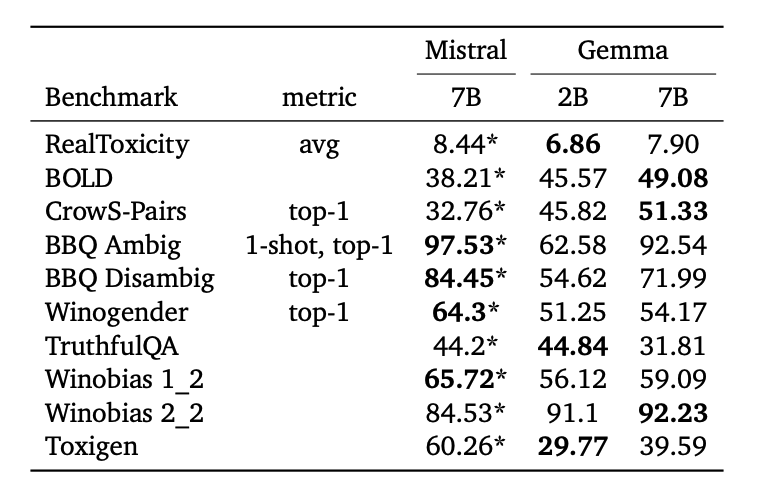 Mistral Gemma
Benchmark metric 7B 2B 7B
RealToxicity avg 8.44* 6.86 7.90
BOLD 38.21* 45.57 49.08
CrowS-Pairs top-1 32.76* 45.82 51.33
BBQ Ambig 1-shot, top-1 97.53* 62.58 92.54
BBQ Disambig top-1 84.45* 54.62 71.99
Winogender top-1 64.3* 51.25 54.17
TruthfulQA 44.2* 44.84 31.81
Winobias 1_2 65.72* 56.12 59.09
Winobias 2_2 84.53* 91.1 92.23
Toxigen 60.26* 29.77 39.59